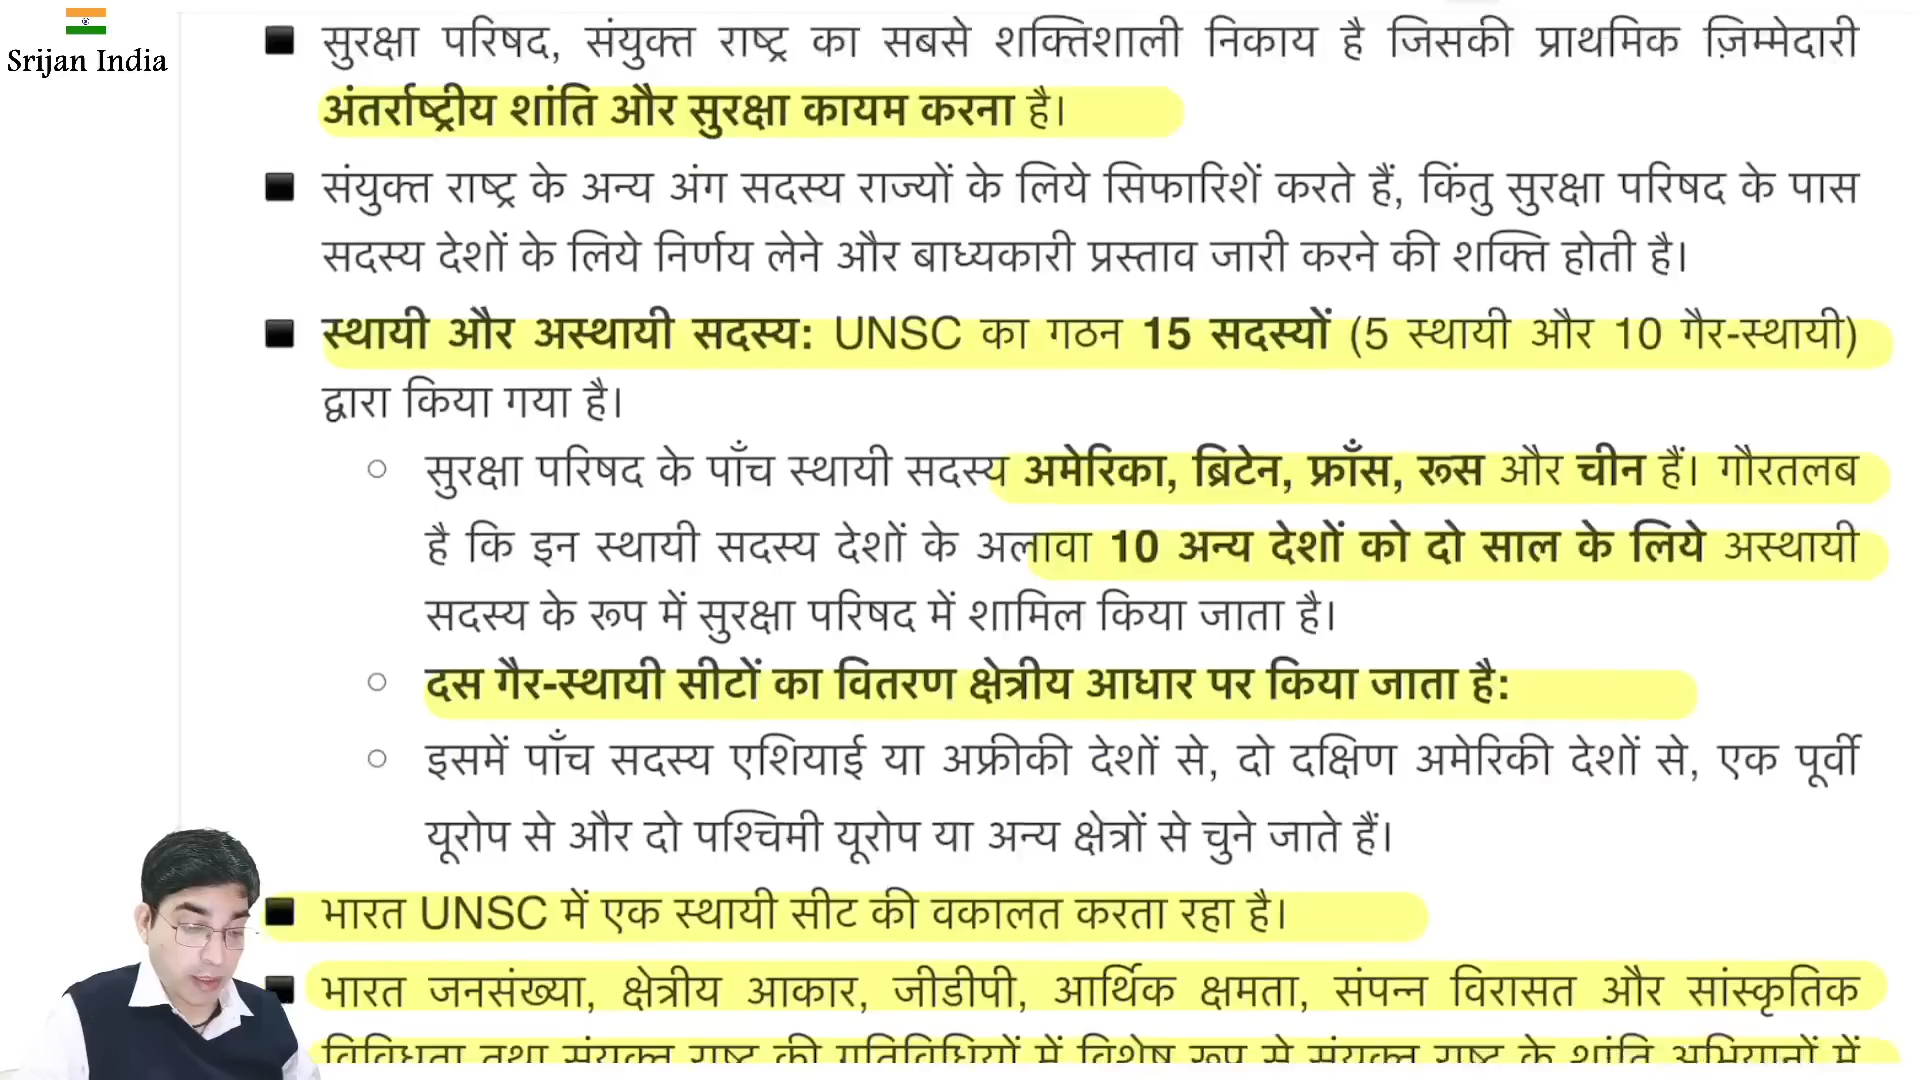 Srijan India
सुरक्षा परिषद, संयुक्त राष्ट्र का सबसे शक्तिशाली निकाय है जिसकी प्राथमिक ज़िम्मेदारी
अंतर्राष्ट्रीय शांति और सुरक्षा कायम करना है।
संयुक्त राष्ट्र के अन्य अंग सदस्य राज्यों के लिये सिफारिशें करते हैं, किंतु सुरक्षा परिषद के पास
सदस्य देशों के लिये निर्णय लेने और बाध्यकारी प्रस्ताव जारी करने की शक्ति होती है।
स्थायी और अस्थायी सदस्य: UNSC का गठन 15 सदस्यों (5 स्थायी और 10 गैर-स्थायी)
द्वारा किया गया है।
सुरक्षा परिषद के पाँच स्थायी सदस्य अमेरिका, ब्रिटेन, फ्राँस, रूस और चीन हैं। गौरतलब
है कि इन स्थायी सदस्य देशों के अलावा 10 अन्य देशों को दो साल के लिये अस्थायी
सदस्य के रूप में सुरक्षा परिषद में शामिल किया जाता है।
दस गैर-स्थायी सीटों का वितरण क्षेत्रीय आधार पर किया जाता है:
इसमें पाँच सदस्य एशियाई या अफ्रीकी देशों से, दो दक्षिण अमेरिकी देशों से, एक पूर्वी
यूरोप से और दो पश्चिमी यूरोप या अन्य क्षेत्रों से चुने जाते हैं।
भारत UNSC में एक स्थायी सीट की वकालत करता रहा है।
भारत जनसंख्या, क्षेत्रीय आकार, जीडीपी, आर्थिक क्षमता, संपन्न विरासत और सांस्कृतिक
विविधता तथा संयुक्त राष्ट्र की गतिविधियों में विशेष रूप से संयुक्त राष्ट्र के शांति अभियानों में